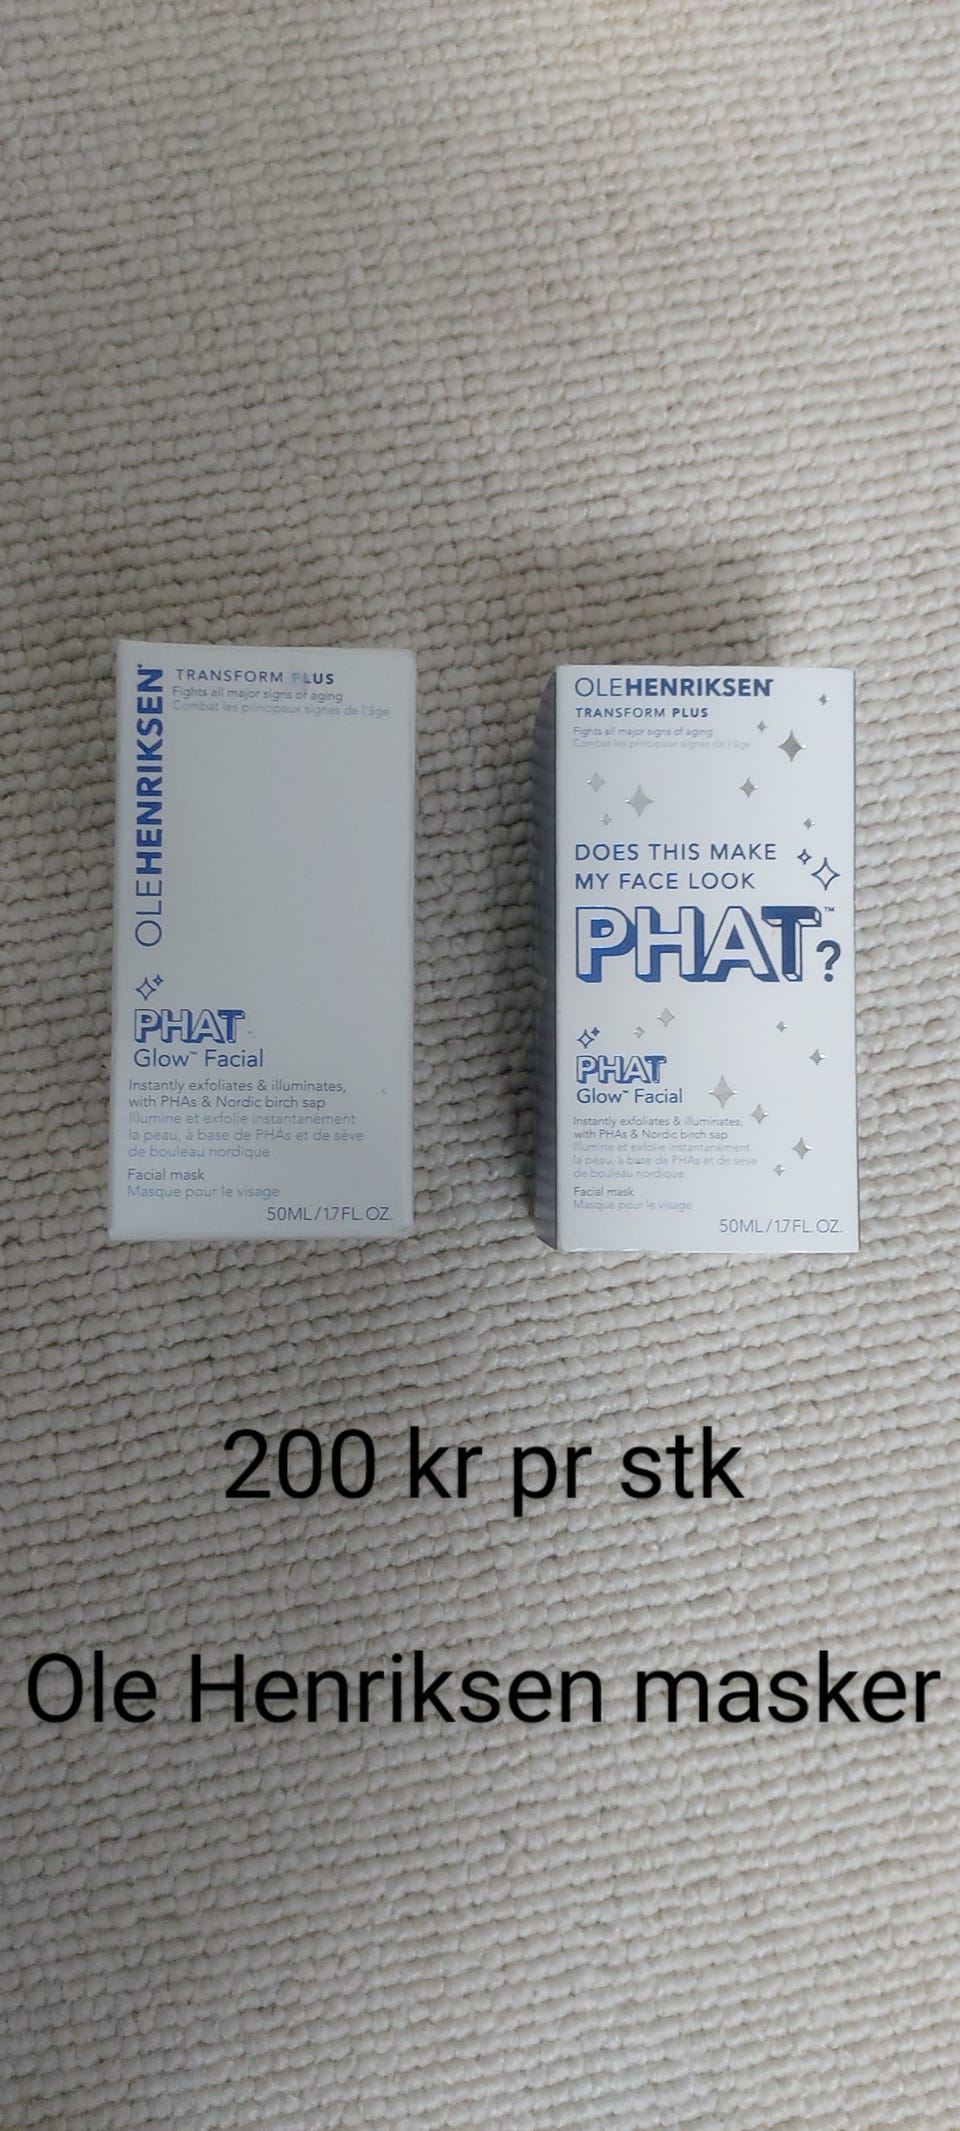 OLEHENRIKSEN®
TRANSFORM PLUS
Fights all major signs of aging
Combat les principaux signes de l'âge
PHAT
Glow™ Facial
Instantly exfoliates & illuminates,
with PHAs & Nordic birch sap
Illumine et exfolie instantanément
la peau, à base de PHAs et de sève
de bouleau nordique
Facial mask
Masque pour le visage
50ML/1.7FL.OZ.
OLEHENRIKSEN®
TRANSFORM PLUS
Fights all major signs of aging
Combat les principaux signes de l'âge
DOES THIS MAKE
MY FACE LOOK
PHAT™?
PHAT
Glow™ Facial
Instantly exfoliates & illuminates,
with PHAs & Nordic birch sap
Illumine et exfolie instantanément
la peau, à base de PHAs et de sève
de bouleau nordique
Facial mask
Masque pour le visage
50ML/1.7FL.OZ.
200 kr pr stk
Ole Henriksen masker